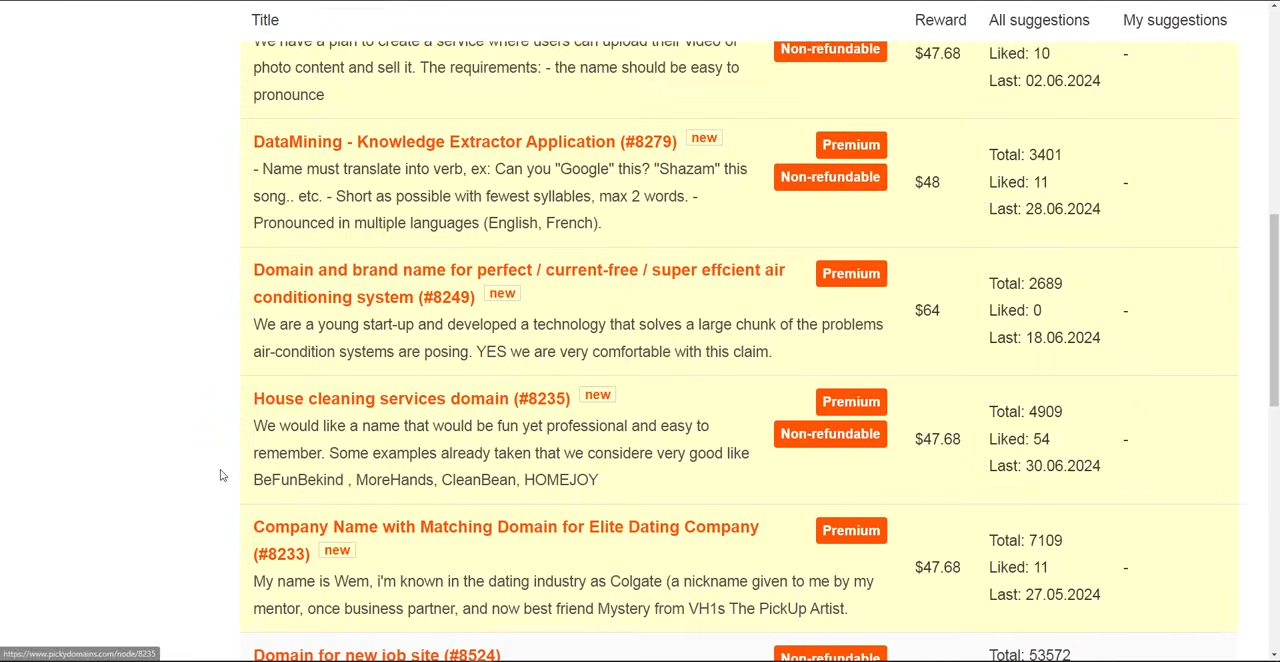 Title Reward All suggestions My suggestions
We have a plan to create a service where users can upload their video or
photo content and sell it. The requirements: - the name should be easy to
pronounce
Non-refundable
$47.68
Liked: 10
Last: 02.06.2024
-
DataMining - Knowledge Extractor Application (#8279) new
- Name must translate into verb, ex: Can you "Google" this? "Shazam" this
song.. etc. - Short as possible with fewest syllables, max 2 words. -
Pronounced in multiple languages (English, French).
Premium
Non-refundable
$48
Total: 3401
Liked: 11
Last: 28.06.2024
-
Domain and brand name for perfect / current-free / super effcient air
conditioning system (#8249) new
We are a young start-up and developed a technology that solves a large chunk of the problems
air-condition systems are posing. YES we are very comfortable with this claim.
Premium
$64
Total: 2689
Liked: 0
Last: 18.06.2024
-
House cleaning services domain (#8235) new
We would like a name that would be fun yet professional and easy to
remember. Some examples already taken that we considere very good like
BeFunBekind , MoreHands, CleanBean, HOMEJOY
Premium
Non-refundable
$47.68
Total: 4909
Liked: 54
Last: 30.06.2024
-
Company Name with Matching Domain for Elite Dating Company
(#8233) new
My name is Wem, i'm known in the dating industry as Colgate (a nickname given to me by my
mentor, once business partner, and now best friend Mystery from VH1s The PickUp Artist.
Premium
$47.68
Total: 7109
Liked: 11
Last: 27.05.2024
-
Domain for new job site (#8524)
Non-refundable
Total: 53572
https://www.pickydomains.com/node/8235